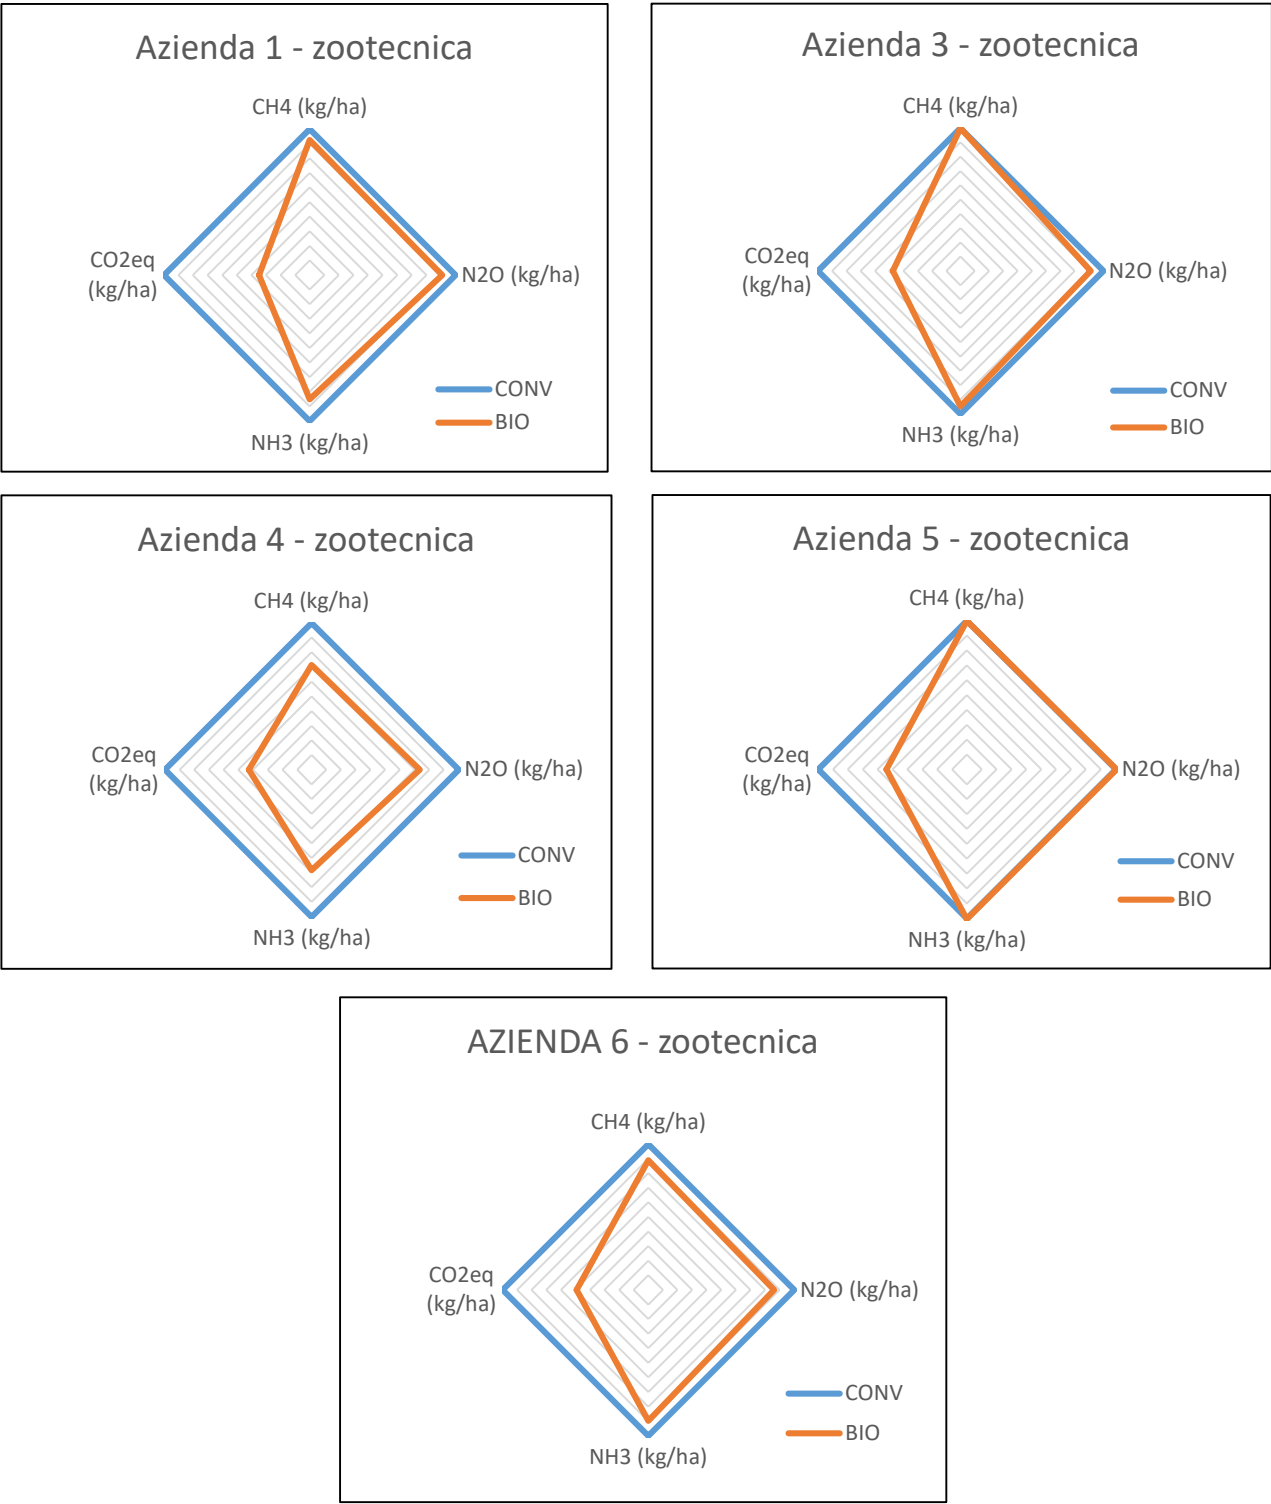 Azienda 1 - zootecnica
CH4 (kg/ha)
CO2eq
(kg/ha)
N2O (kg/ha)
NH3 (kg/ha)
CONV
BIO
Azienda 3 - zootecnica
CH4 (kg/ha)
CO2eq
(kg/ha)
N2O (kg/ha)
NH3 (kg/ha)
CONV
BIO
Azienda 4 - zootecnica
CH4 (kg/ha)
CO2eq
(kg/ha)
N2O (kg/ha)
NH3 (kg/ha)
CONV
BIO
Azienda 5 - zootecnica
CH4 (kg/ha)
CO2eq
(kg/ha)
N2O (kg/ha)
NH3 (kg/ha)
CONV
BIO
AZIENDA 6 - zootecnica
CH4 (kg/ha)
CO2eq
(kg/ha)
N2O (kg/ha)
NH3 (kg/ha)
CONV
BIO